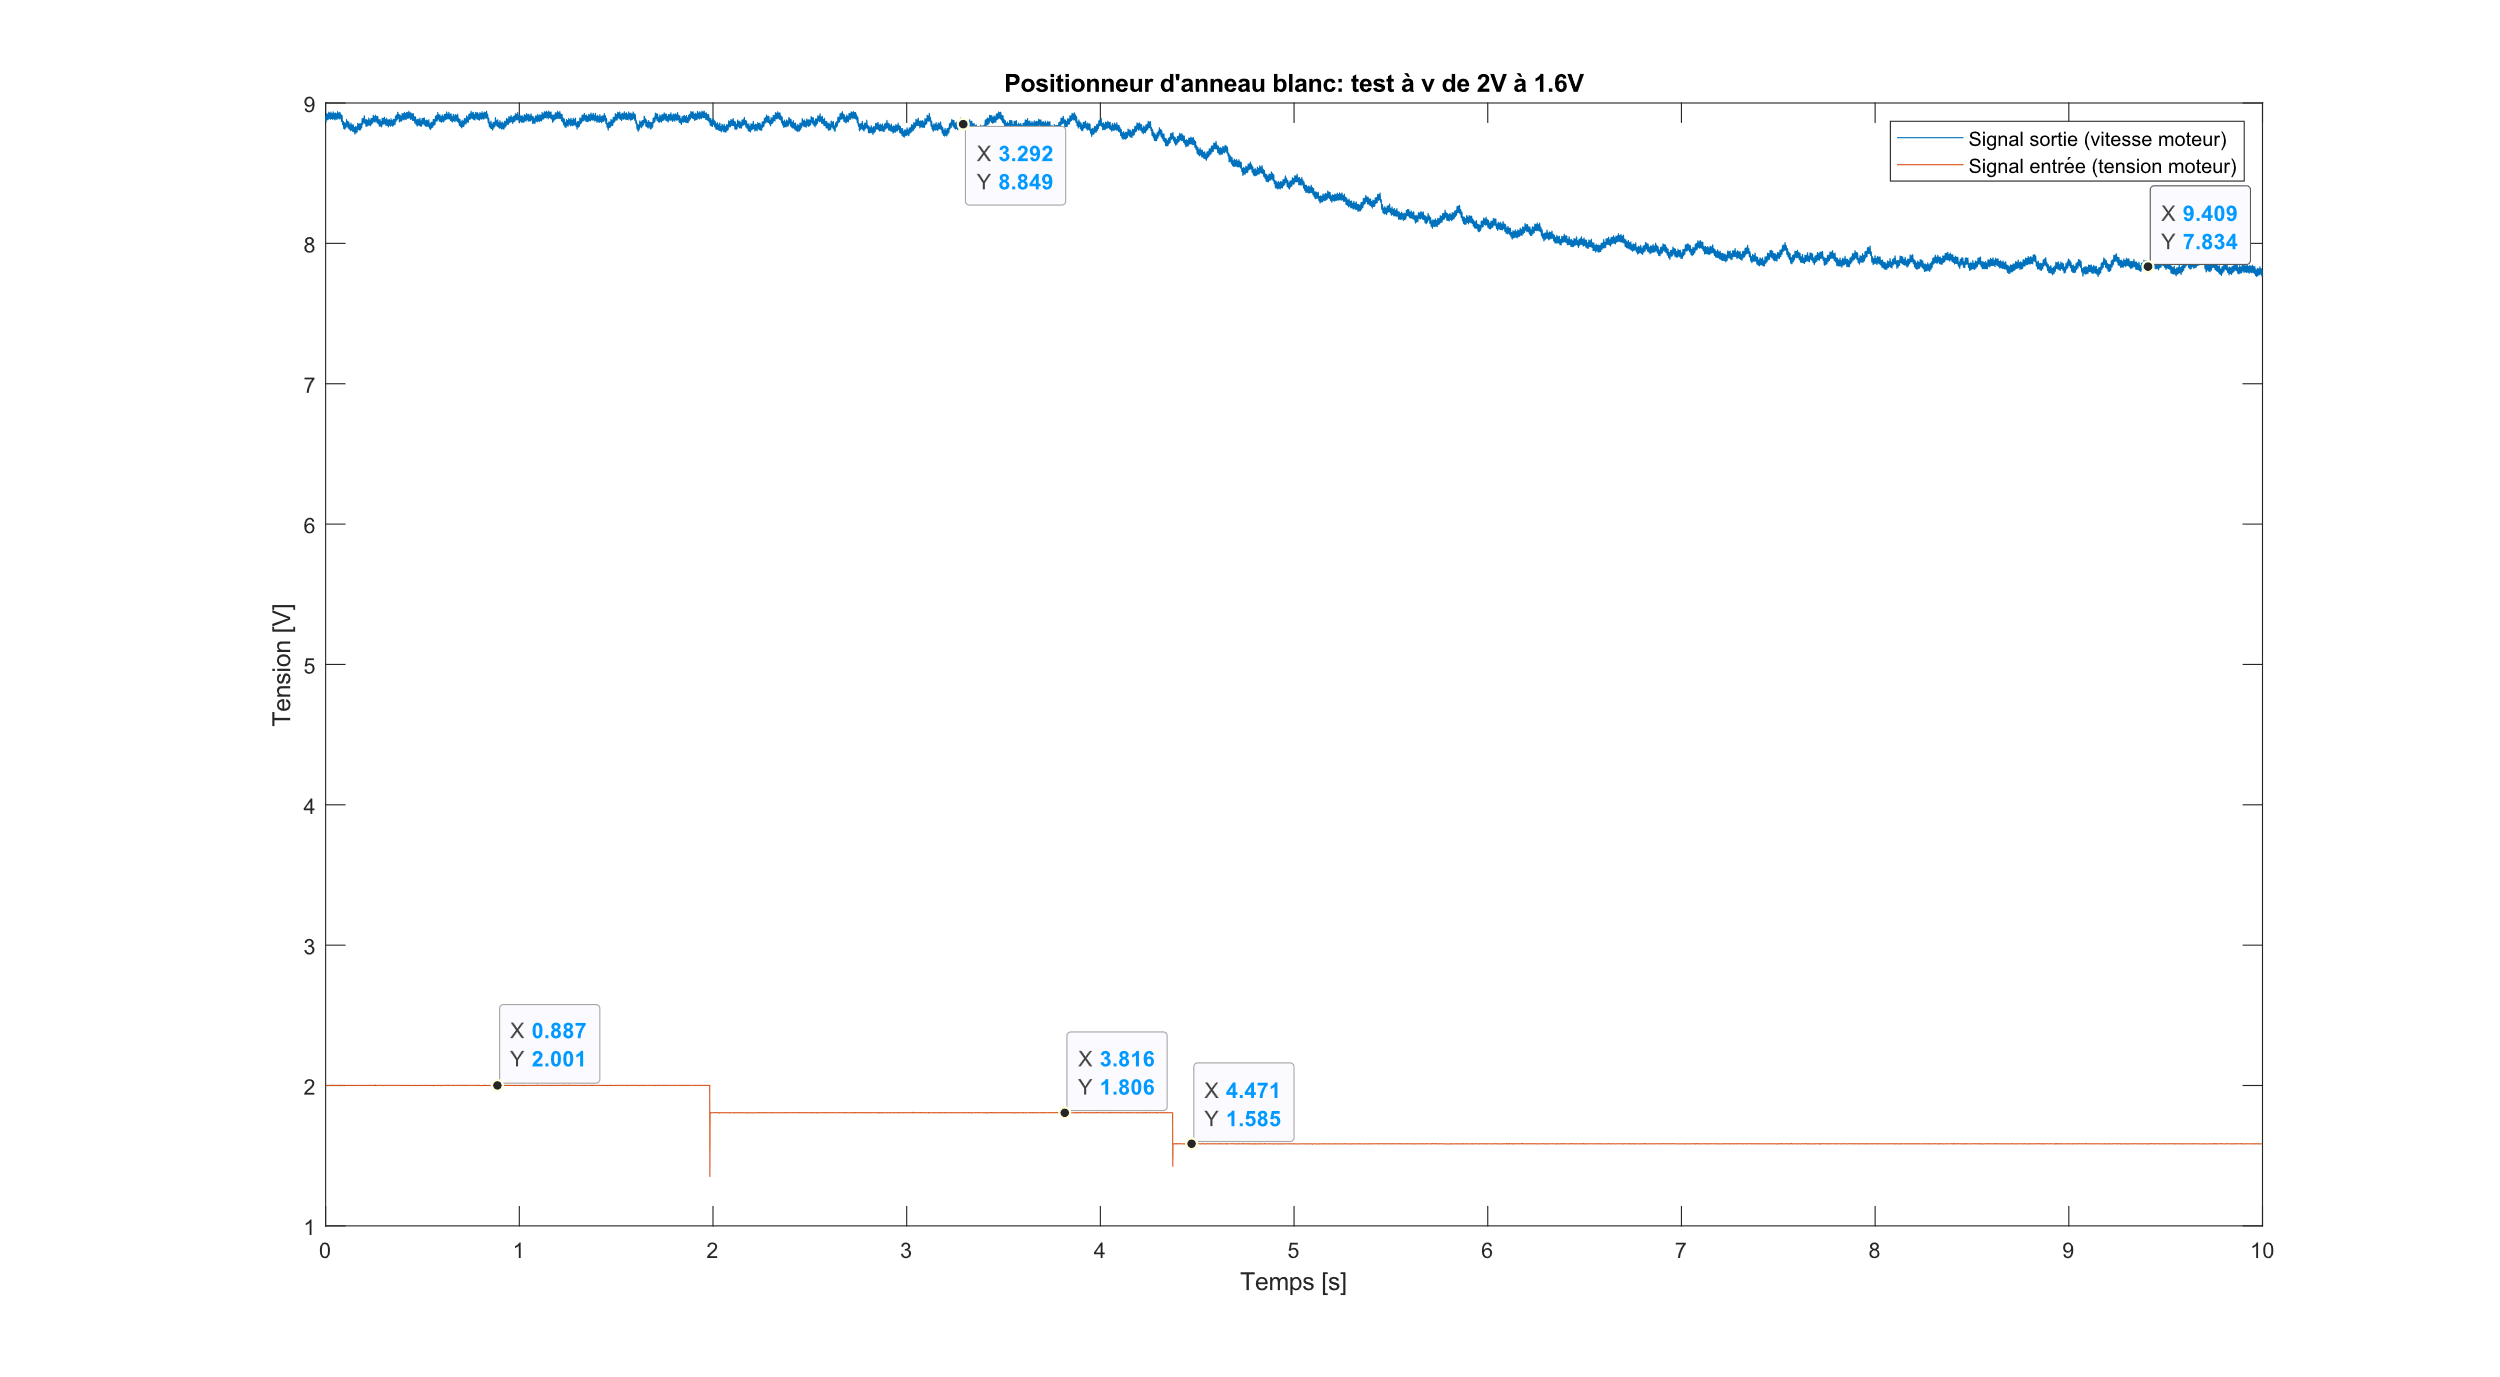 Positionneur d'anneau blanc: test à v de 2V à 1.6V
Signal sortie (vitesse moteur)
Signal entrée (tension moteur)
X 3.292
Y 8.849
X 9.409
Y 7.834
X 0.887
Y 2.001
X 3.816
Y 1.806
X 4.471
Y 1.585
Tension [V]
9
8
7
6
5
4
3
2
1
0 1 2 3 4 5 6 7 8 9 10
Temps [s]